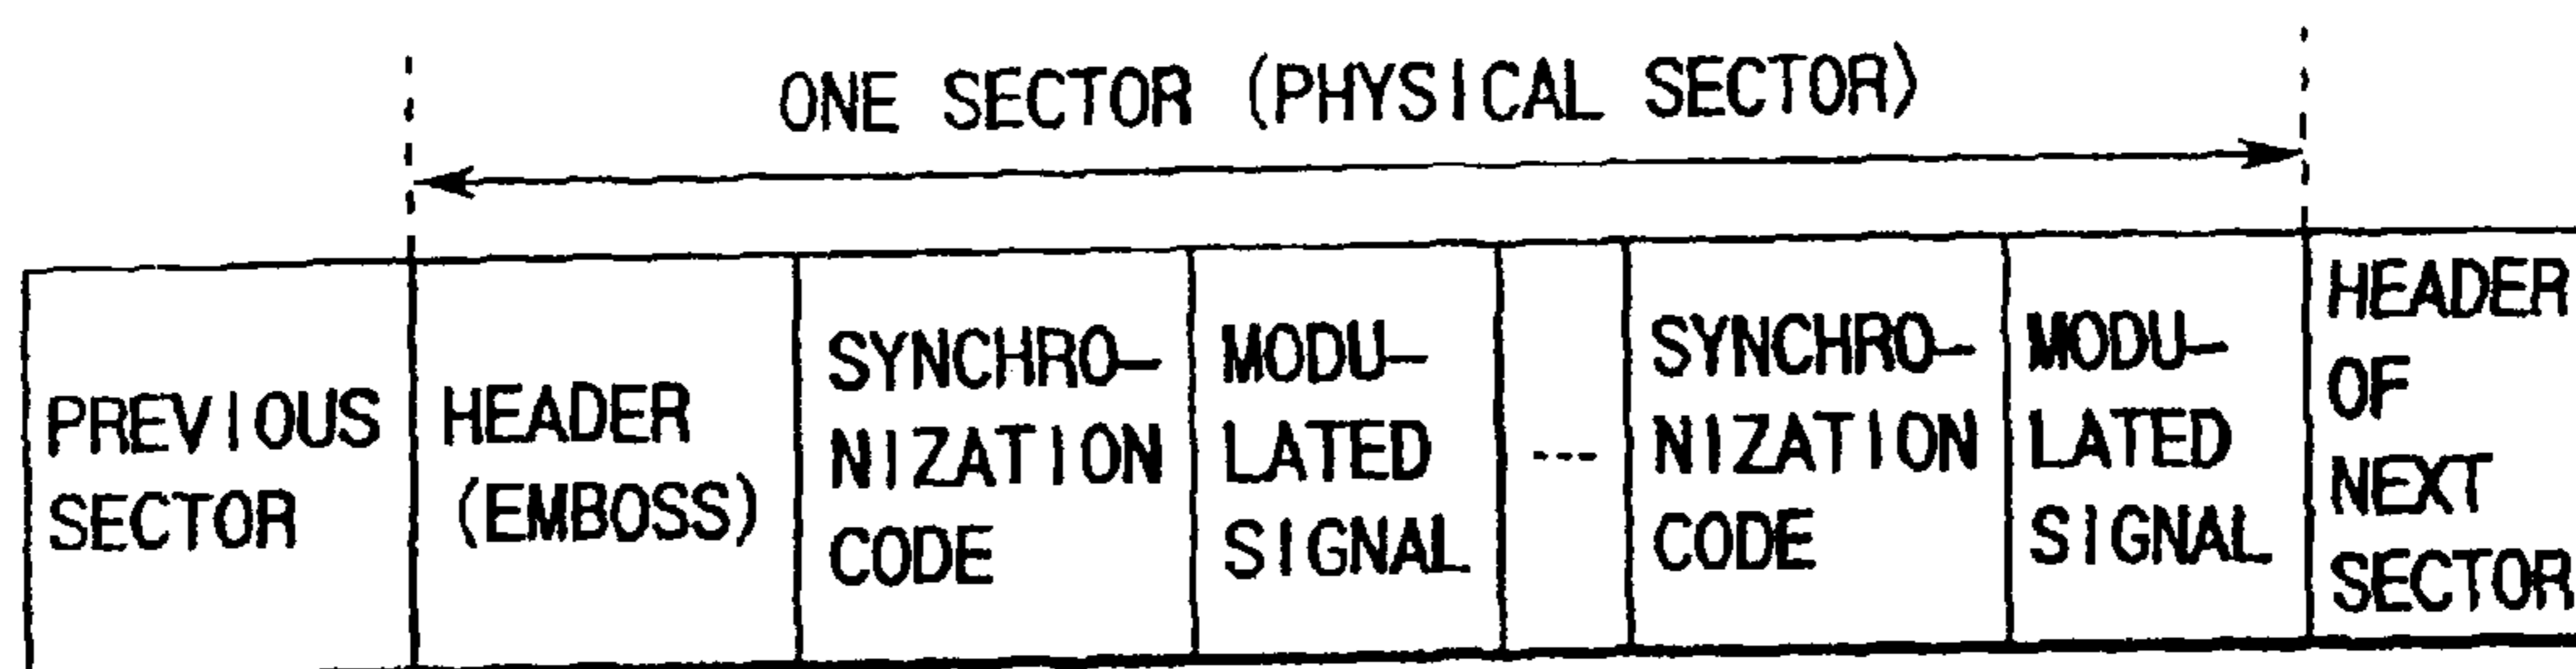 ONE SECTOR (PHYSICAL SECTOR)
PREVIOUS
SECTOR
HEADER
(EMBOSS)
SYNCHRO-
NIZATION
CODE
MODU-
LATED
SIGNAL
---
SYNCHRO-
NIZATION
CODE
MODU-
LATED
SIGNAL
HEADER
OF
NEXT
SECTOR